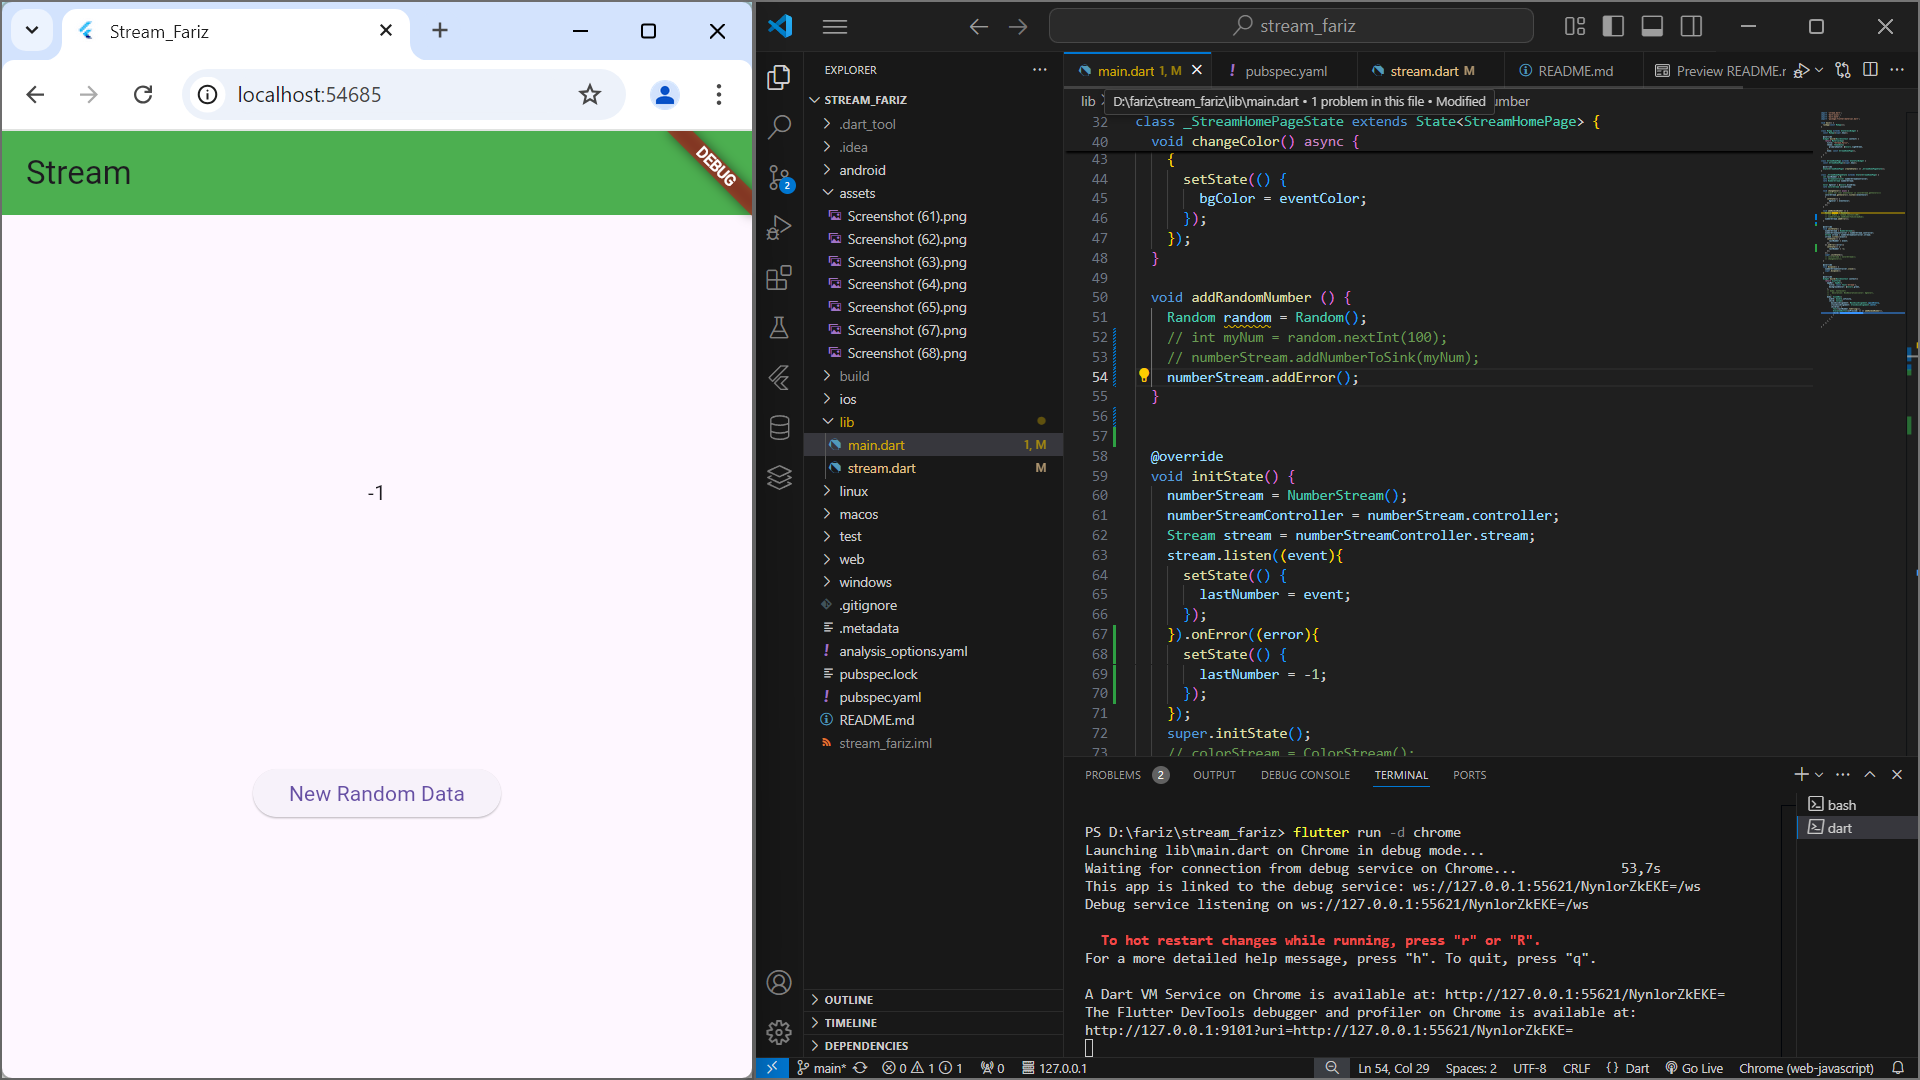 Stream_Fariz
localhost:54685
Stream
DEBUG
-1
New Random Data
stream_fariz
EXPLORER
STREAM_FARIZ
.dart_tool
.idea
android
assets
Screenshot (61).png
Screenshot (62).png
Screenshot (63).png
Screenshot (64).png
Screenshot (65).png
Screenshot (67).png
Screenshot (68).png
build
ios
lib
main.dart 1, M
stream.dart M
linux
macos
test
web
windows
.gitignore
.metadata
analysis_options.yaml
pubspec.lock
pubspec.yaml
README.md
stream_fariz.iml
OUTLINE
TIMELINE
DEPENDENCIES
main.dart 1, M
pubspec.yaml
stream.dart M
README.md
Preview README.r
lib
D:\fariz\stream_fariz\lib\main.dart • 1 problem in this file • Modified
umber
32 class _StreamHomePageState extends State<StreamHomePage> {
40 void changeColor() async {
43 {
44 setState(() {
45 bgColor = eventColor;
46 });
47 });
48 }
49
50 void addRandomNumber () {
51 Random random = Random();
52 // int myNum = random.nextInt(100);
53 // numberStream.addNumberToSink(myNum);
54 numberStream.addError();
55 }
56
57
58 @override
59 void initState() {
60 numberStream = NumberStream();
61 numberStreamController = numberStream.controller;
62 Stream stream = numberStreamController.stream;
63 stream.listen((event){
64 setState(() {
65 lastNumber = event;
66 });
67 }).onError((error){
68 setState(() {
69 lastNumber = -1;
70 });
71 });
72 super.initState();
73 // colorStream = ColorStream();
PROBLEMS 2 OUTPUT DEBUG CONSOLE TERMINAL PORTS
bash
dart
PS D:\fariz\stream_fariz> flutter run -d chrome
Launching lib\main.dart on Chrome in debug mode...
Waiting for connection from debug service on Chrome... 53,7s
This app is linked to the debug service: ws://127.0.0.1:55621/NynlorZkEKE=/ws
Debug service listening on ws://127.0.0.1:55621/NynlorZkEKE=/ws
To hot restart changes while running, press "r" or "R".
For a more detailed help message, press "h". To quit, press "q".
A Dart VM Service on Chrome is available at: http://127.0.0.1:55621/NynlorZkEKE=
The Flutter DevTools debugger and profiler on Chrome is available at:
http://127.0.0.1:9101?uri=http://127.0.0.1:55621/NynlorZkEKE=
2
main* 0 1 1 0 127.0.0.1 Ln 54, Col 29 Spaces: 2 UTF-8 CRLF { } Dart Go Live Chrome (web-javascript)